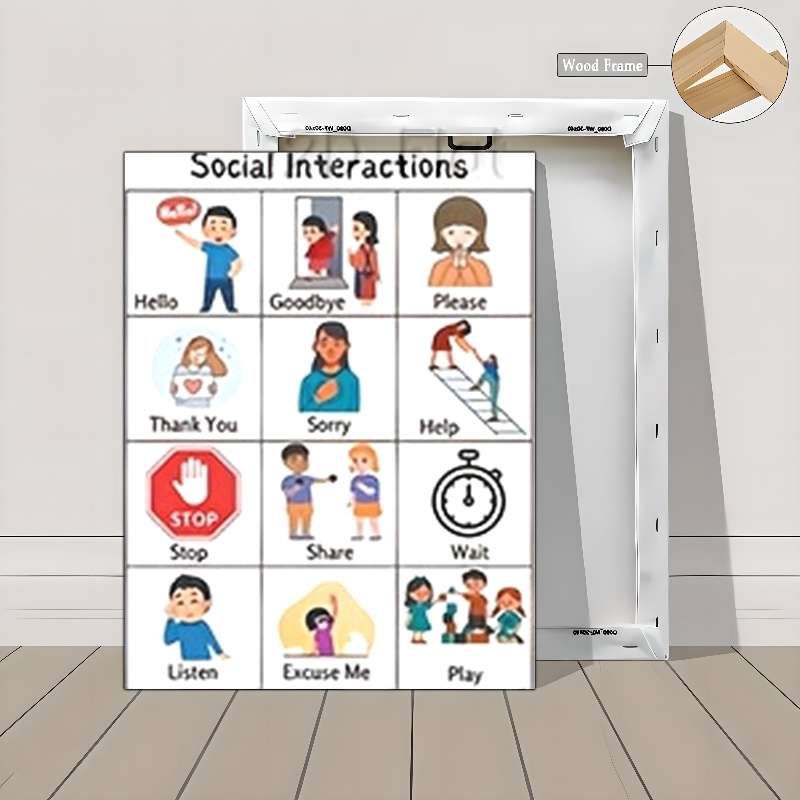 Wood Frame
Social Interactions
Hello!
Hello
Goodbye
Please
Thank You
Sorry
Help
STOP
Stop
Share
Wait
Listen
Excuse Me
Play